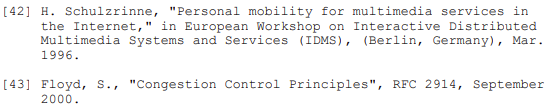 [42] H. Schulzrinne, "Personal mobility for multimedia services in
the Internet," in European Workshop on Interactive Distributed
Multimedia Systems and Services (IDMS), (Berlin, Germany), Mar.
1996.
[43] Floyd, S., "Congestion Control Principles", RFC 2914, September
2000.